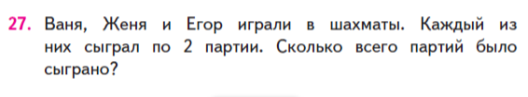 27. Ваня, Женя и Егор играли в шахматы. Каждый из
них сыграл по 2 партии. Сколько всего партий было
сыграно?